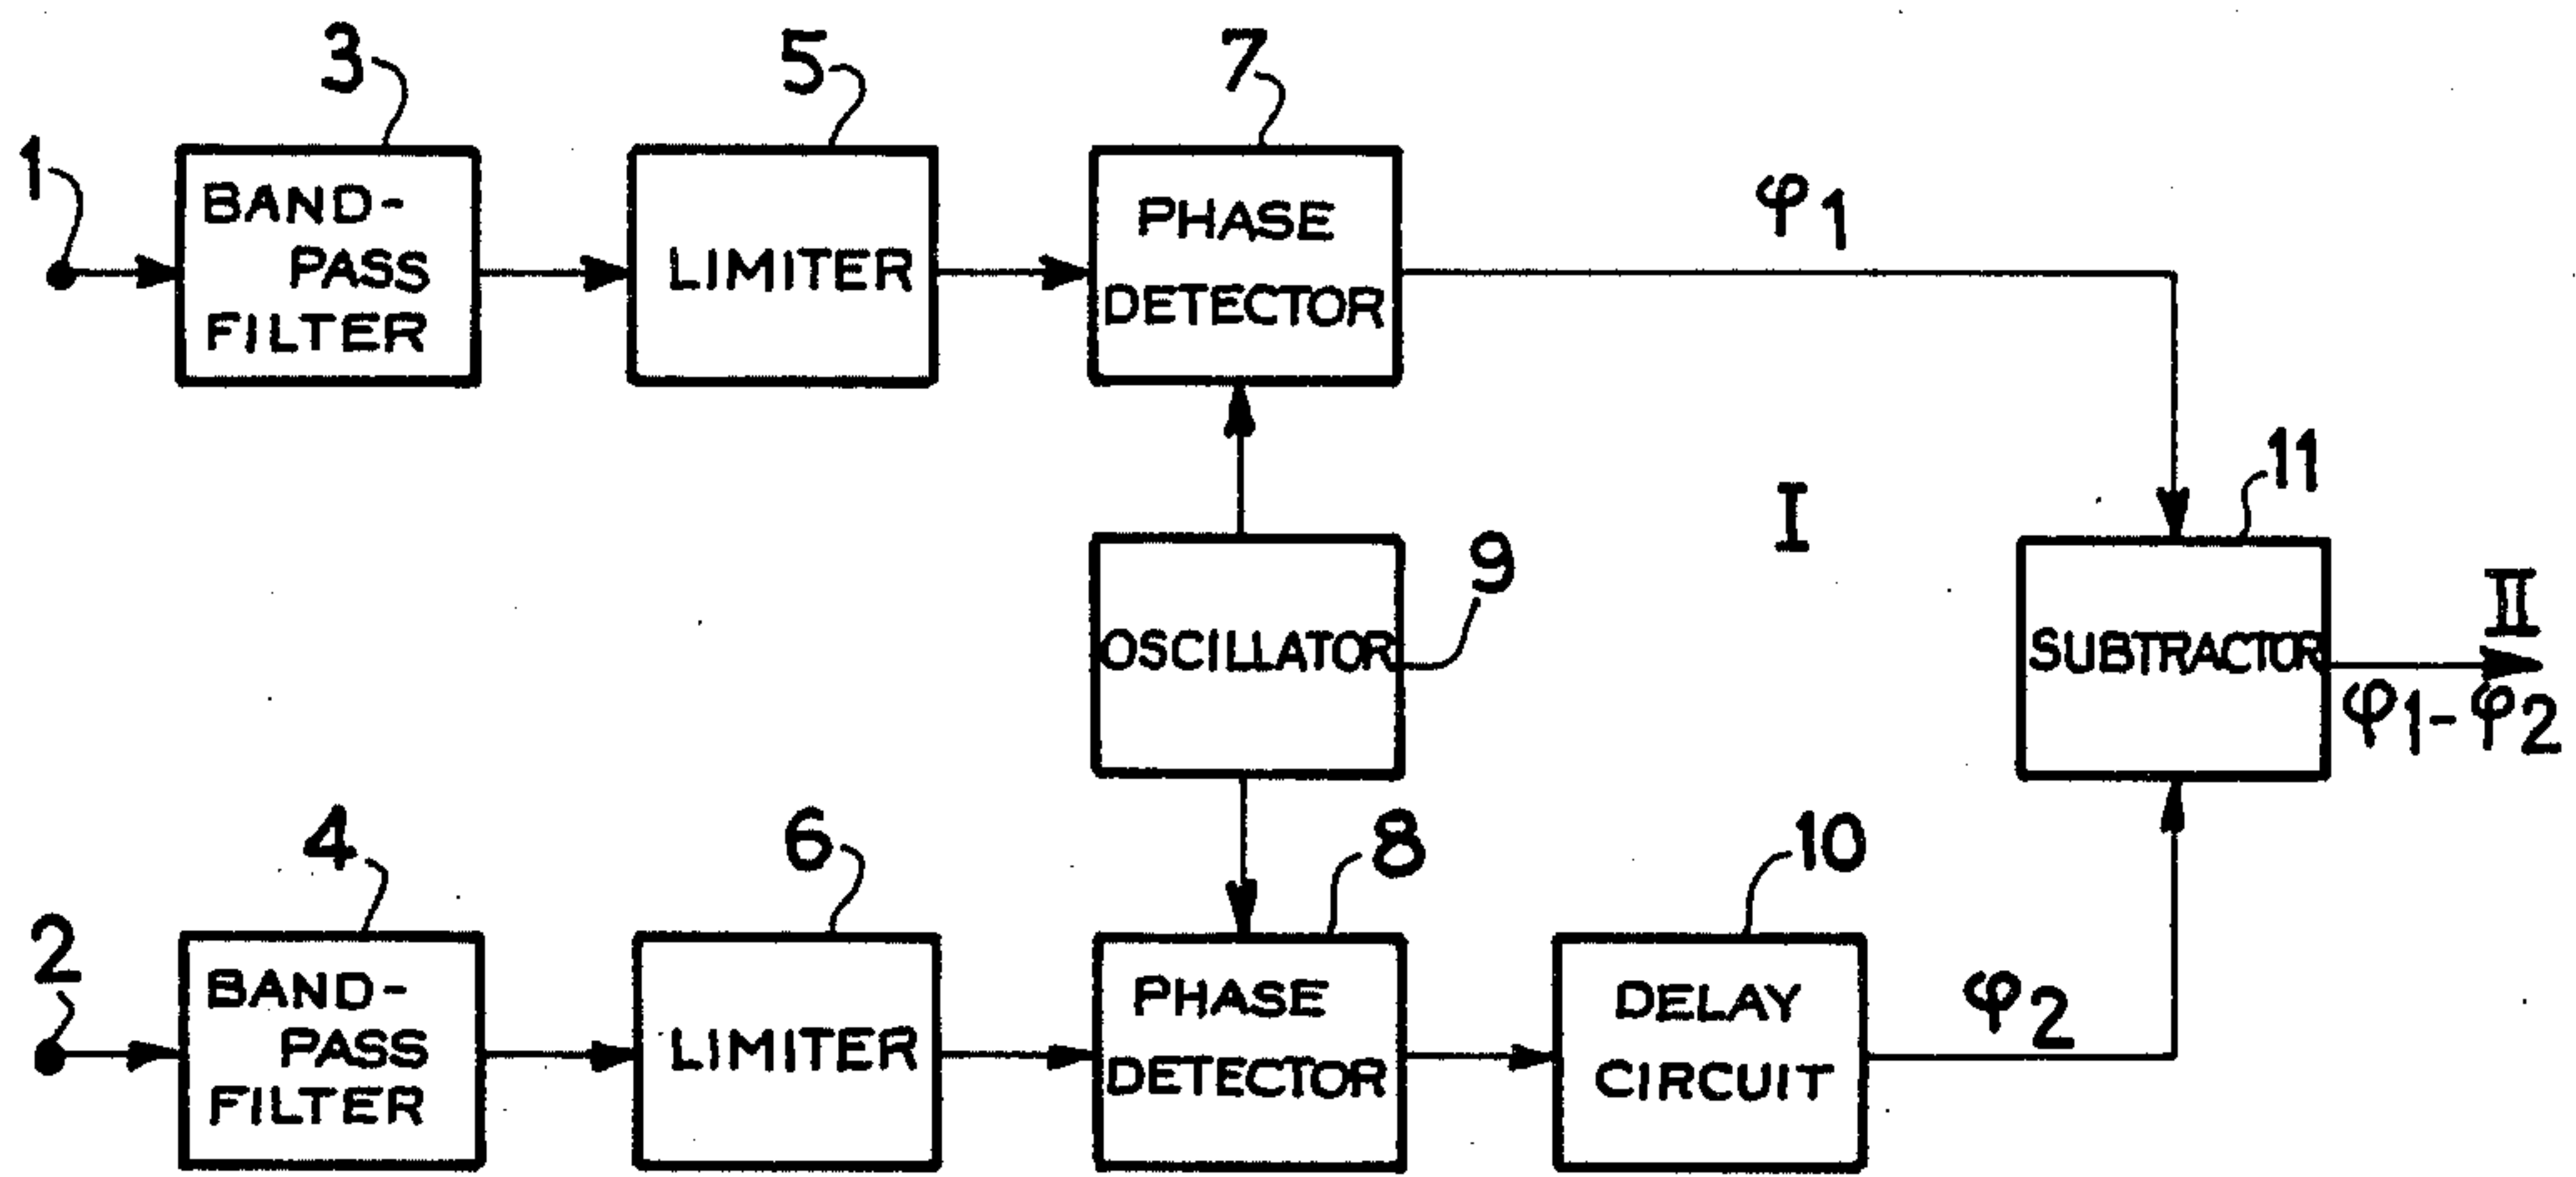 3
5
7
1
BAND-
PASS
FILTER
LIMITER
PHASE
DETECTOR
φ1
11
I
9
OSCILLATOR
SUBTRACTOR
II
φ1-φ2
4
6
8
10
2
BAND-
PASS
FILTER
LIMITER
PHASE
DETECTOR
DELAY
CIRCUIT
φ2